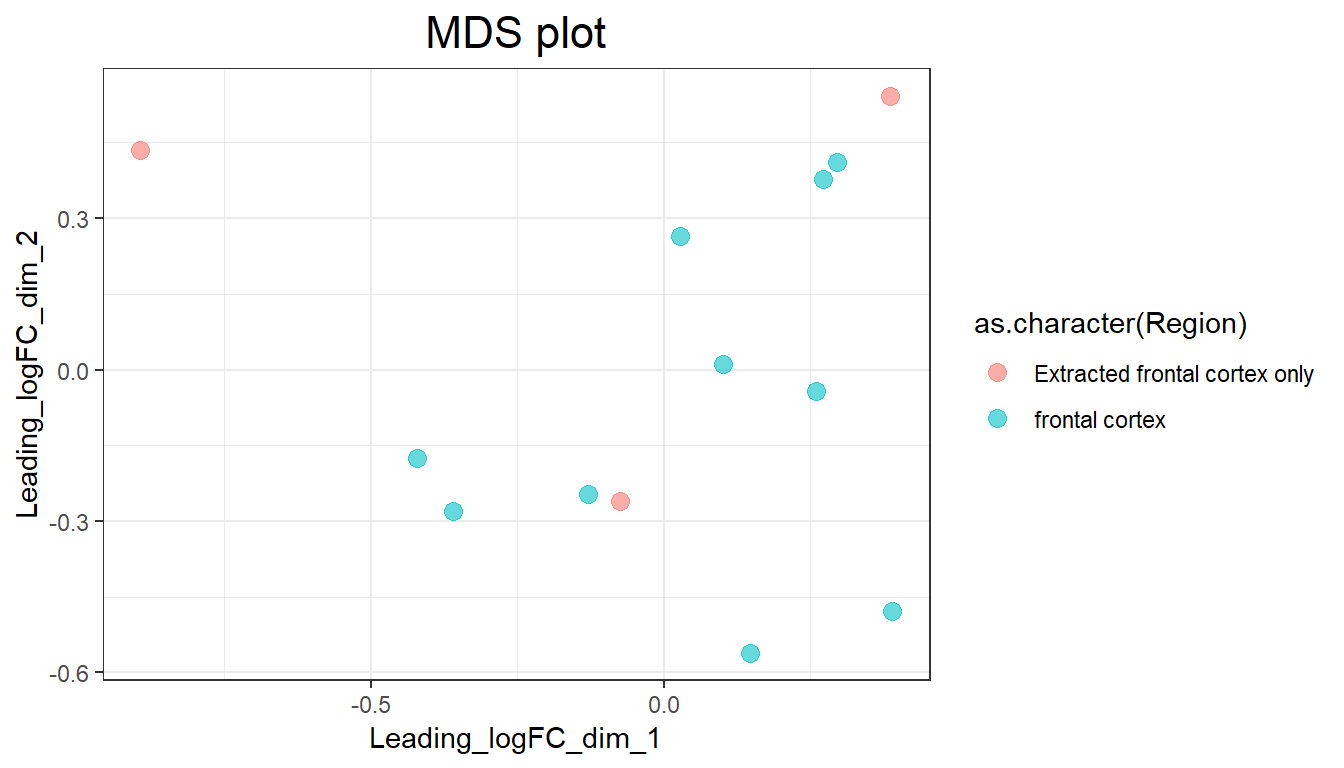 MDS plot
Leading_logFC_dim_2
0.3
0.0
-0.3
-0.6
-0.5
0.0
Leading_logFC_dim_1
as.character(Region)
Extracted frontal cortex only
frontal cortex